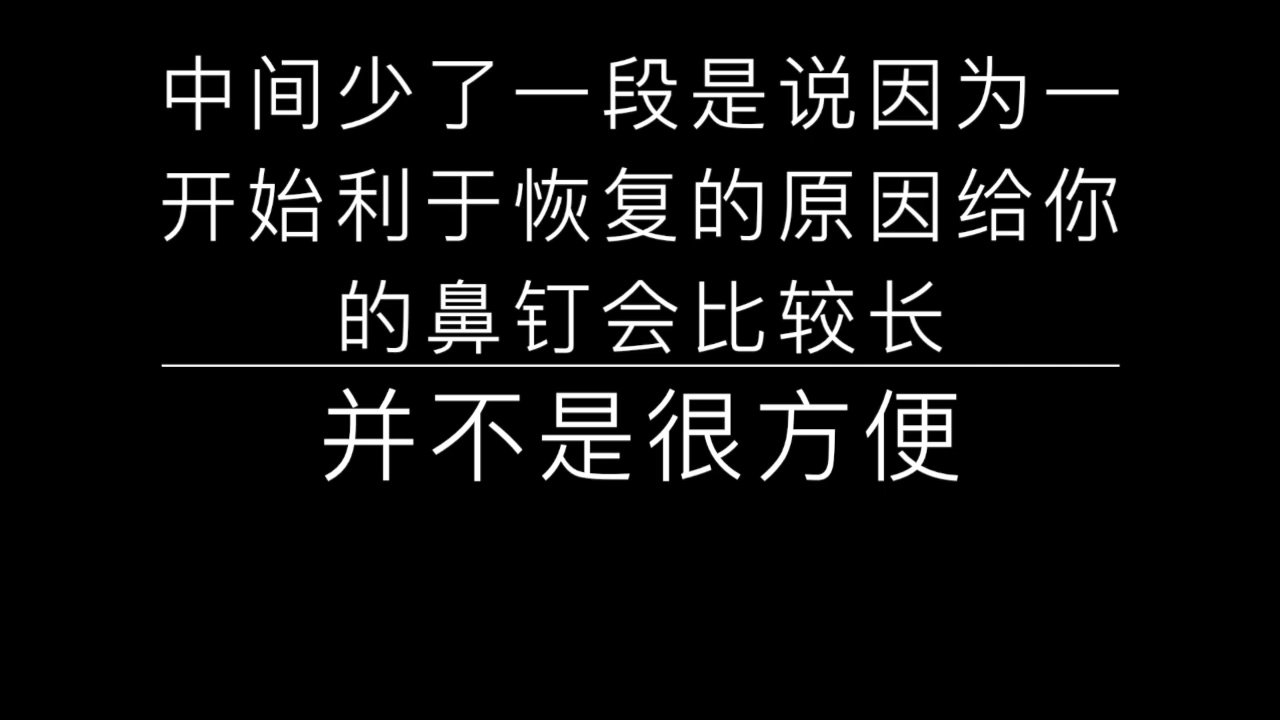 中间少了一段是说因为一
开始利于恢复的原因给你
的鼻钉会比较长
并不是很方便